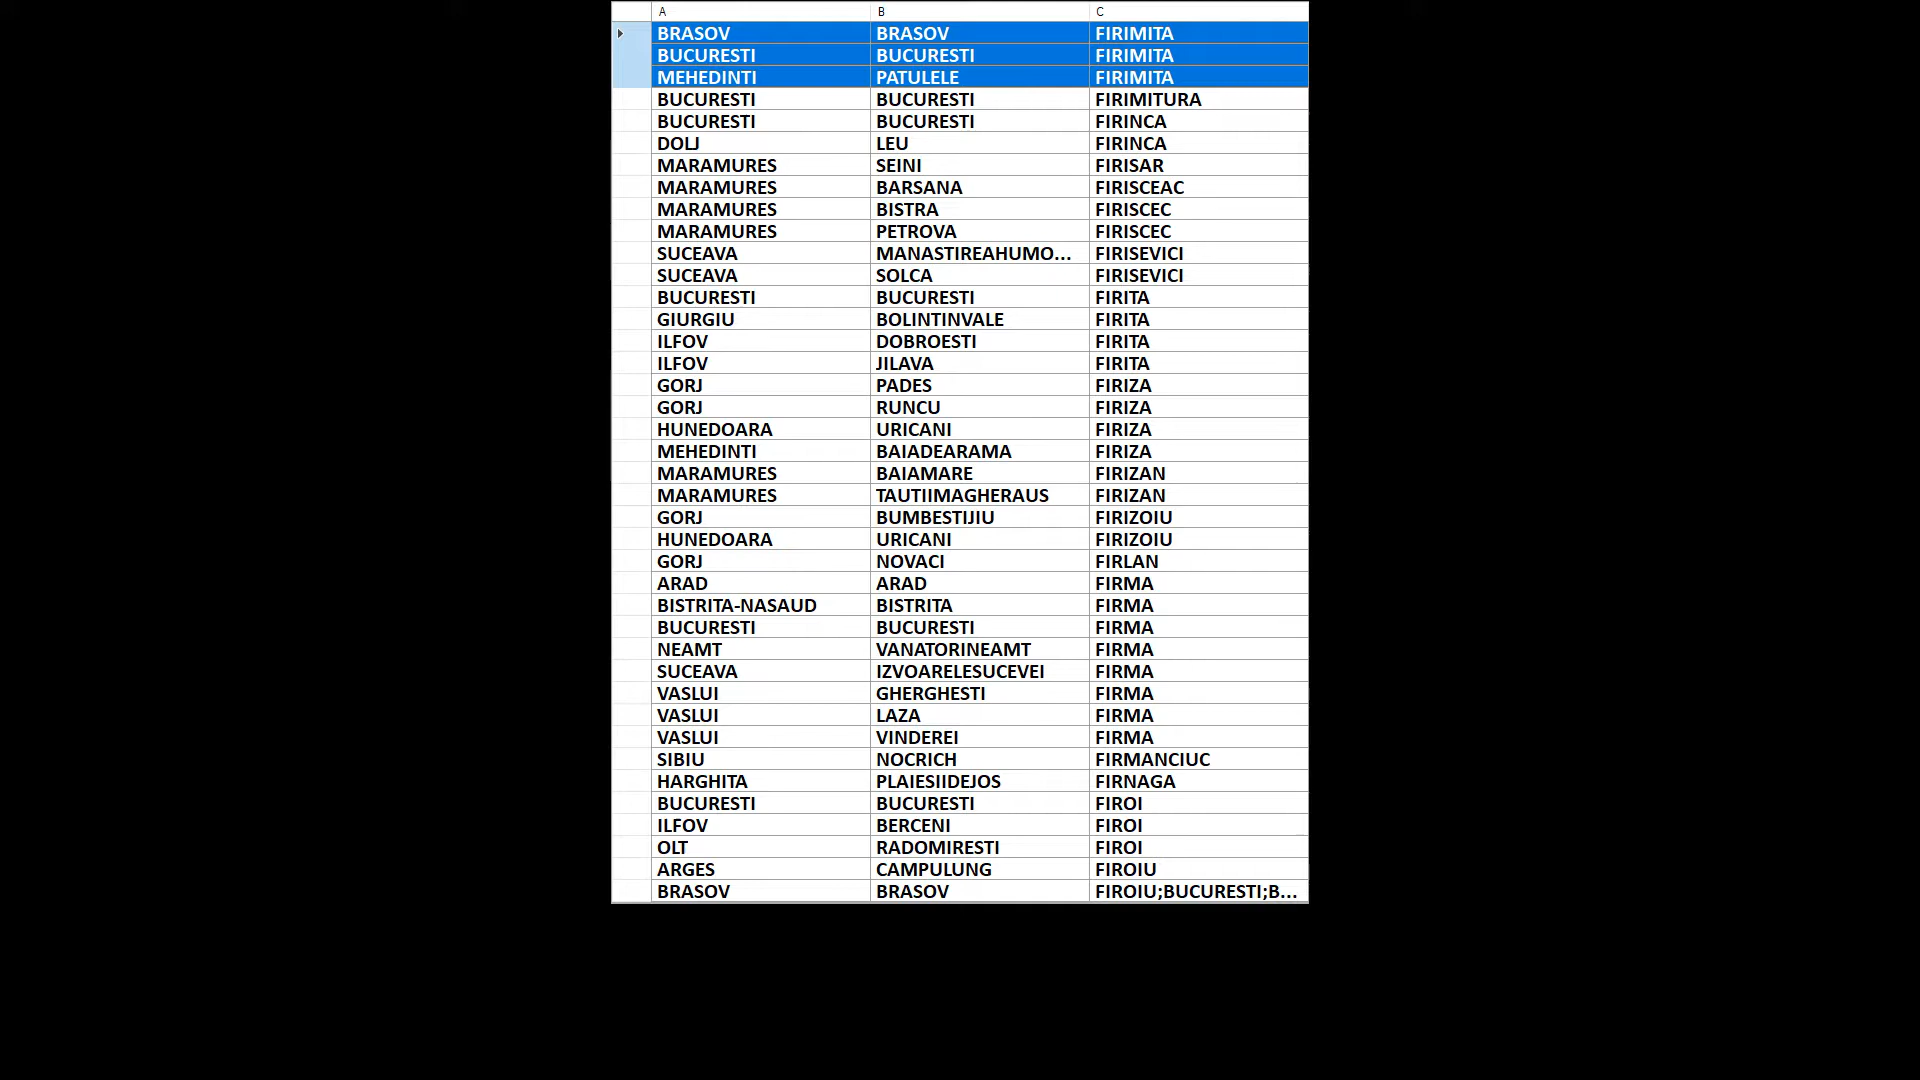 A B C
BRASOV BRASOV FIRIMITA
BUCURESTI BUCURESTI FIRIMITA
MEHEDINTI PATULELE FIRIMITA
BUCURESTI BUCURESTI FIRIMITURA
BUCURESTI BUCURESTI FIRINCA
DOLJ LEU FIRINCA
MARAMURES SEINI FIRISAR
MARAMURES BARSANA FIRISCEAC
MARAMURES BISTRA FIRISCEC
MARAMURES PETROVA FIRISCEC
SUCEAVA MANASTIREAHUMO... FIRISEVICI
SUCEAVA SOLCA FIRISEVICI
BUCURESTI BUCURESTI FIRITA
GIURGIU BOLINTINVALE FIRITA
ILFOV DOBROESTI FIRITA
ILFOV JILAVA FIRITA
GORJ PADES FIRIZA
GORJ RUNCU FIRIZA
HUNEDOARA URICANI FIRIZA
MEHEDINTI BAIADEARAMA FIRIZA
MARAMURES BAIAMARE FIRIZAN
MARAMURES TAUTIIMAGHERAUS FIRIZAN
GORJ BUMBESTIJIU FIRIZOIU
HUNEDOARA URICANI FIRIZOIU
GORJ NOVACI FIRLAN
ARAD ARAD FIRMA
BISTRITA-NASAUD BISTRITA FIRMA
BUCURESTI BUCURESTI FIRMA
NEAMT VANATORINEAMT FIRMA
SUCEAVA IZVOARELESUCEVEI FIRMA
VASLUI GHERGHESTI FIRMA
VASLUI LAZA FIRMA
VASLUI VINDEREI FIRMA
SIBIU NOCRICH FIRMANCIUC
HARGHITA PLAIESIIDEJOS FIRNAGA
BUCURESTI BUCURESTI FIROI
ILFOV BERCENI FIROI
OLT RADOMIRESTI FIROI
ARGES CAMPULUNG FIROIU
BRASOV BRASOV FIROIU;BUCURESTI;B...